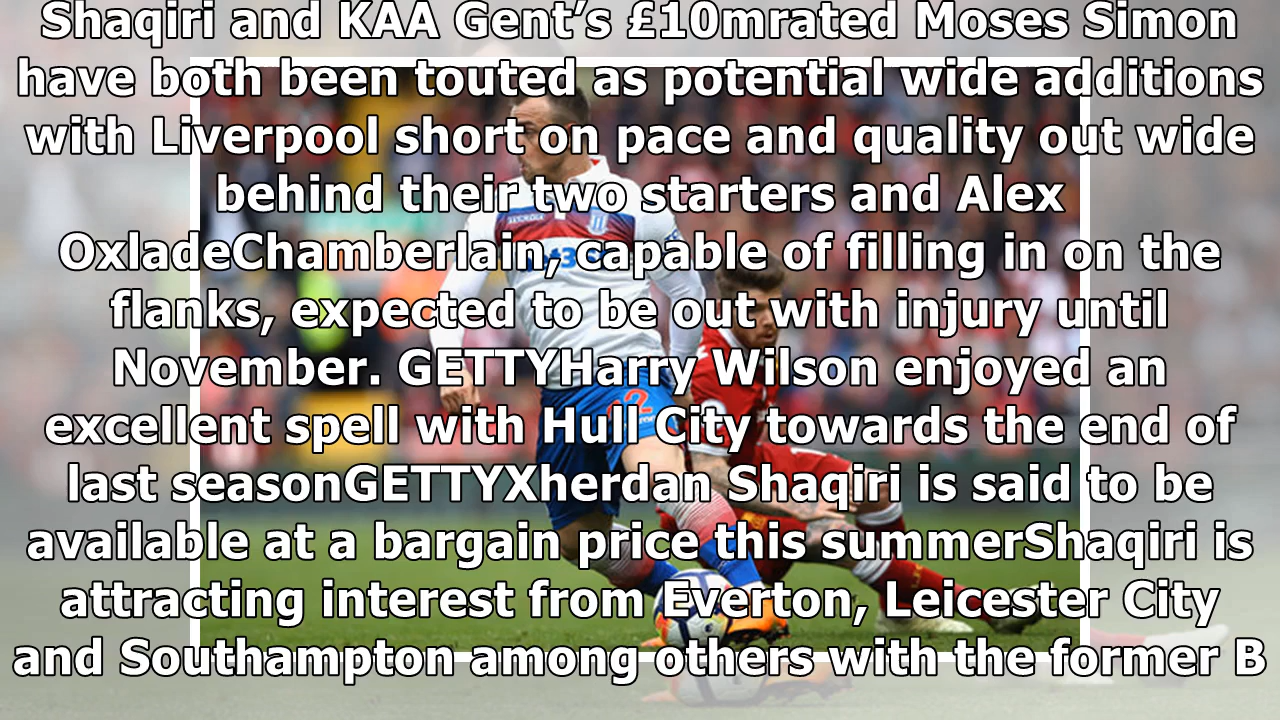 Shaqiri and KAA Gent’s £10mrated Moses Simon
have both been touted as potential wide additions
with Liverpool short on pace and quality out wide
behind their two starters and Alex
OxladeChamberlain, capable of filling in on the
flanks, expected to be out with injury until
November. GETTYHarry Wilson enjoyed an
excellent spell with Hull City towards the end of
last seasonGETTYXherdan Shaqiri is said to be
available at a bargain price this summerShaqiri is
attracting interest from Everton, Leicester City
and Southampton among others with the former B